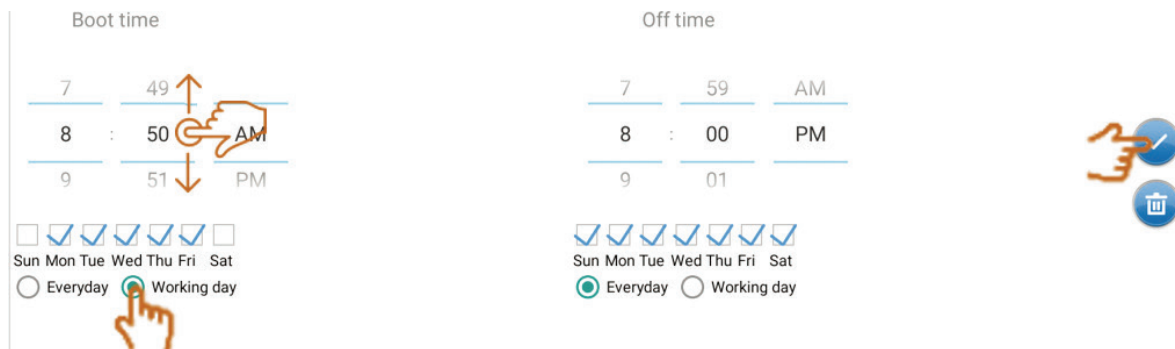 Boot time Off time
7 49 7 59 AM
8 : 50 AM 8 : 00 PM
9 51 PM 9 01
Sun Mon Tue Wed Thu Fri Sat Sun Mon Tue Wed Thu Fri Sat
Everyday Working day Everyday Working day